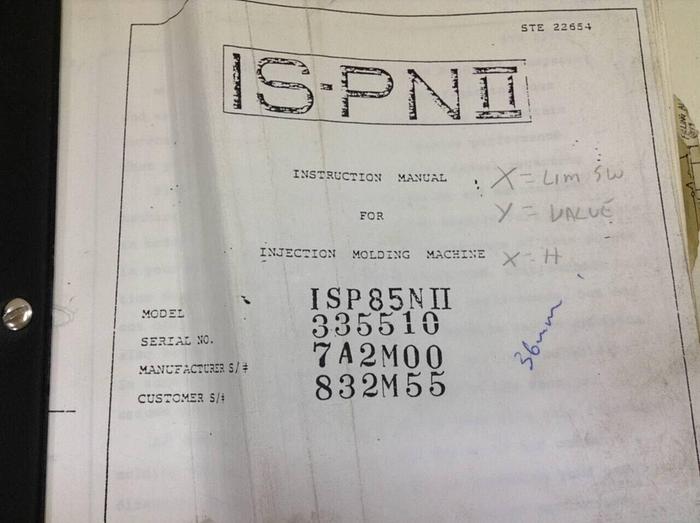 STE 22654
IS-PNII
INSTRUCTION MANUAL
X = LIM SW
FOR
Y = VALVE
INJECTION MOLDING MACHINE
X - H
MODEL ISP85NII
SERIAL NO. 335510
MANUFACTURER S/# 7A2M00
CUSTOMER S/# 832M55
36mm